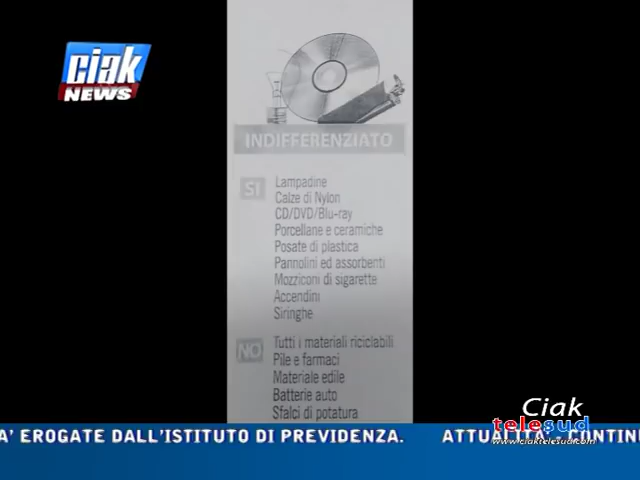 ciak
NEWS
INDIFFERENZIATO
SI
Lampadine
Calze di Nylon
CD/DVD/Blu-ray
Porcellane e ceramiche
Posate di plastica
Pannolini ed assorbenti
Mozziconi di sigarette
Accendini
Siringhe
NO
Tutti i materiali riciclabili
Pile e farmaci
Materiale edile
Batterie auto
Sfalci di potatura
Ciak
telesud
www.ciaktelesud.com
A' EROGATE DALL'ISTITUTO DI PREVIDENZA. ATTUALITA': CONTINU